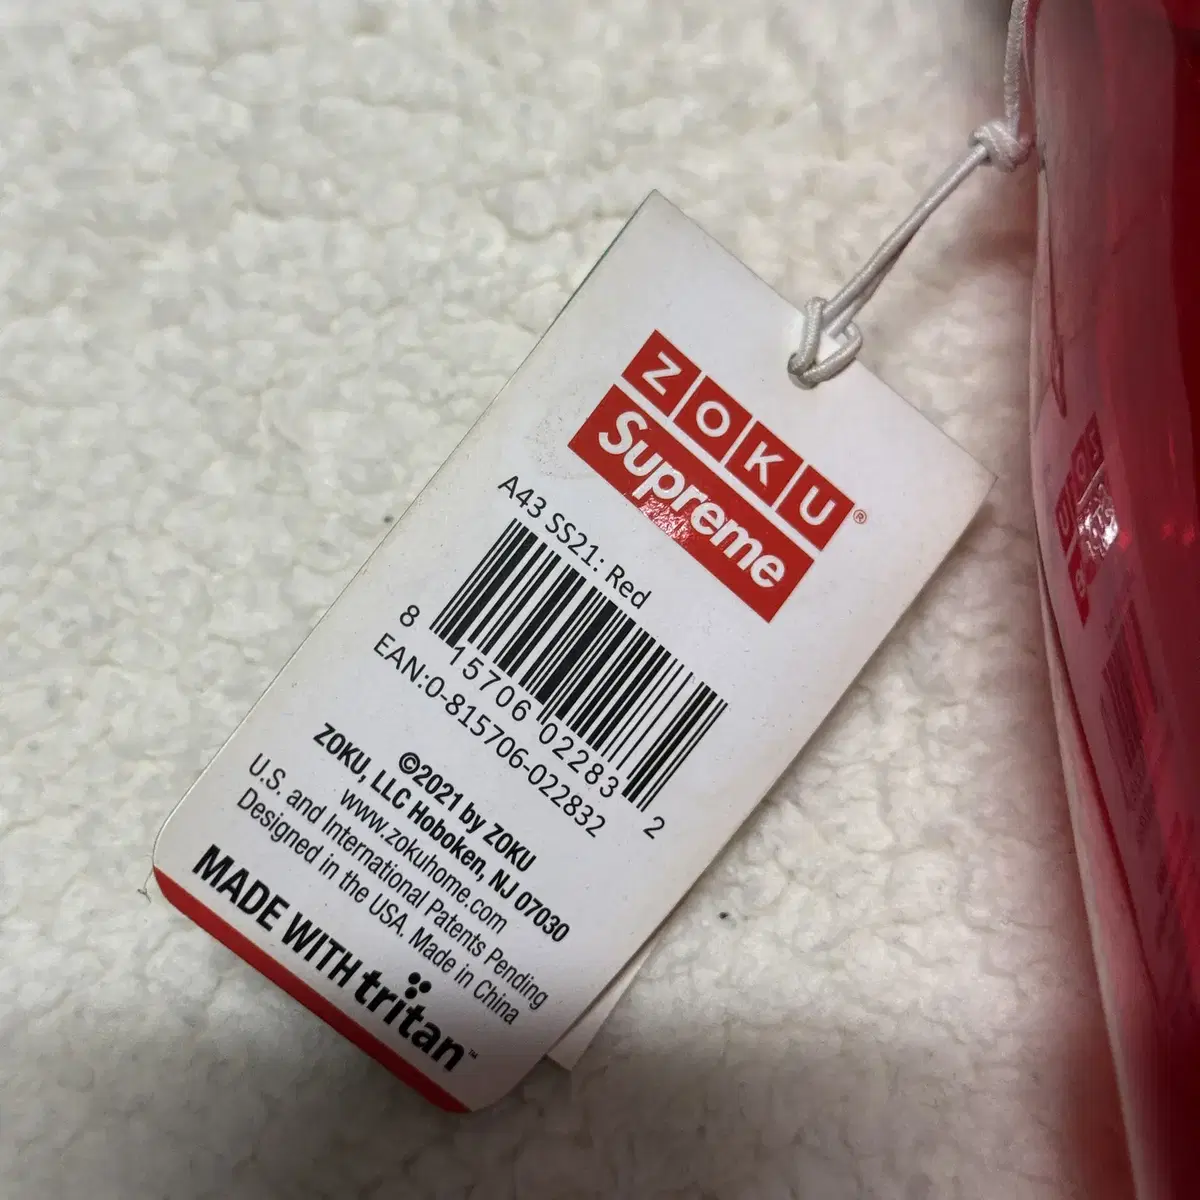 ZOKU®
Supreme
A43 SS21: Red
8 15706 02283 2
EAN:0-815706-022832
©2021 by ZOKU
ZOKU, LLC Hoboken, NJ 07030
www.zokuhome.com
U.S. and International Patents Pending
Designed in the USA. Made in China
MADE WITH tritan™